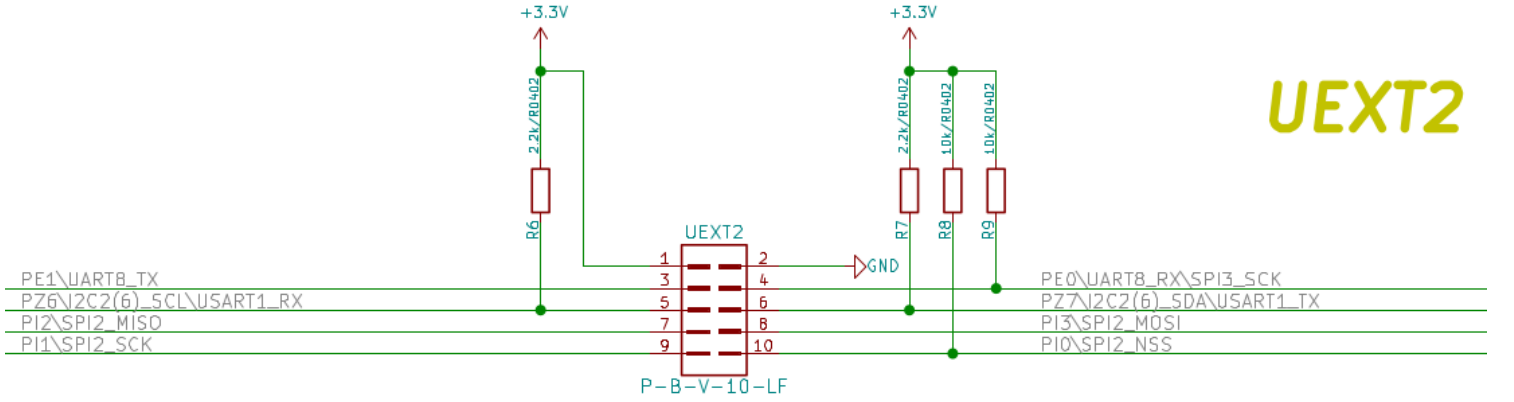 +3.3V
+3.3V
UEXT2
2.2k/R0402
2.2k/R0402
10k/R0402
10k/R0402
R6
R7
R8
R9
UEXT2
1
2
GND
PE1\UART8_TX
3
4
PE0\UART8_RX\SPI3_SCK
PZ6\I2C2(6)_SCL\USART1_RX
5
6
PZ7\I2C2(6)_SDA\USART1_TX
PI2\SPI2_MISO
7
8
PI3\SPI2_MOSI
PI1\SPI2_SCK
9
10
PI0\SPI2_NSS
P-B-V-10-LF